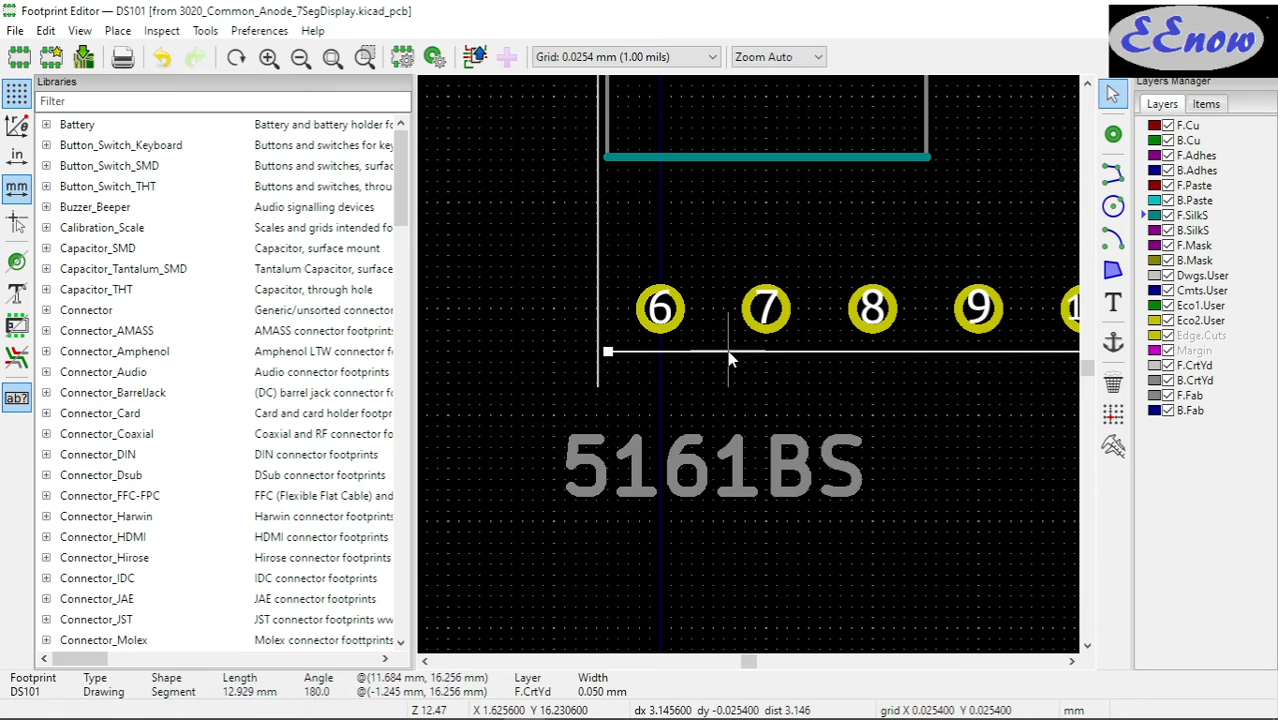 Footprint Editor — DS101 [from 3020_Common_Anode_7SegDisplay.kicad_pcb]
File Edit View Place Inspect Tools Preferences Help
EEnow
Grid: 0.0254 mm (1.00 mils) Zoom Auto
Libraries
Filter
Battery Battery and battery holder fo
Button_Switch_Keyboard Buttons and switches for key
Button_Switch_SMD Buttons and switches, surfac
Button_Switch_THT Buttons and switches, throu
Buzzer_Beeper Audio signalling devices
Calibration_Scale Scales and grids intended fo
Capacitor_SMD Capacitor, surface mount
Capacitor_Tantalum_SMD Tantalum Capacitor, surface
Capacitor_THT Capacitor, through hole
Connector Generic/unsorted connector
Connector_AMASS AMASS connector footprints
Connector_Amphenol Amphenol LTW connector fo
Connector_Audio Audio connector footprints
Connector_BarrelJack (DC) barrel jack connector fo
Connector_Card Card and card holder footpr
Connector_Coaxial Coaxial and RF connector foo
Connector_DIN DIN connector footprints
Connector_Dsub DSub connector footprints
Connector_FFC-FPC FFC (Flexible Flat Cable) and
Connector_Harwin Harwin connector footprints
Connector_HDMI HDMI connector footprints
Connector_Hirose Hirose connector footprints
Connector_IDC IDC connector footprints
Connector_JAE JAE connector footprints
Connector_JST JST connector footprints ww
Connector_Molex Molex connector foottprints
in
mm
ab?
6 7 8 9 1
5161BS
Layers Manager
Layers Items
F.Cu
B.Cu
F.Adhes
B.Adhes
F.Paste
B.Paste
F.SilkS
B.SilkS
F.Mask
B.Mask
Dwgs.User
Cmts.User
Eco1.User
Eco2.User
Edge.Cuts
Margin
F.CrtYd
B.CrtYd
F.Fab
B.Fab
Footprint Type Shape Length Angle @(11.684 mm, 16.256 mm) Layer Width
DS101 Drawing Segment 12.929 mm 180.0 @(-1.245 mm, 16.256 mm) F.CrtYd 0.050 mm
Z 12.47 X 1.625600 Y 16.230600 dx 3.145600 dy -0.025400 dist 3.146 grid X 0.025400 Y 0.025400 mm